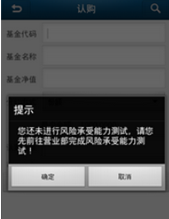 认购
基金代码
基金名称
基金净值
提示
您还未进行风险承受能力测试，请您
先前往营业部完成风险承受能力测
试！
确定
取消